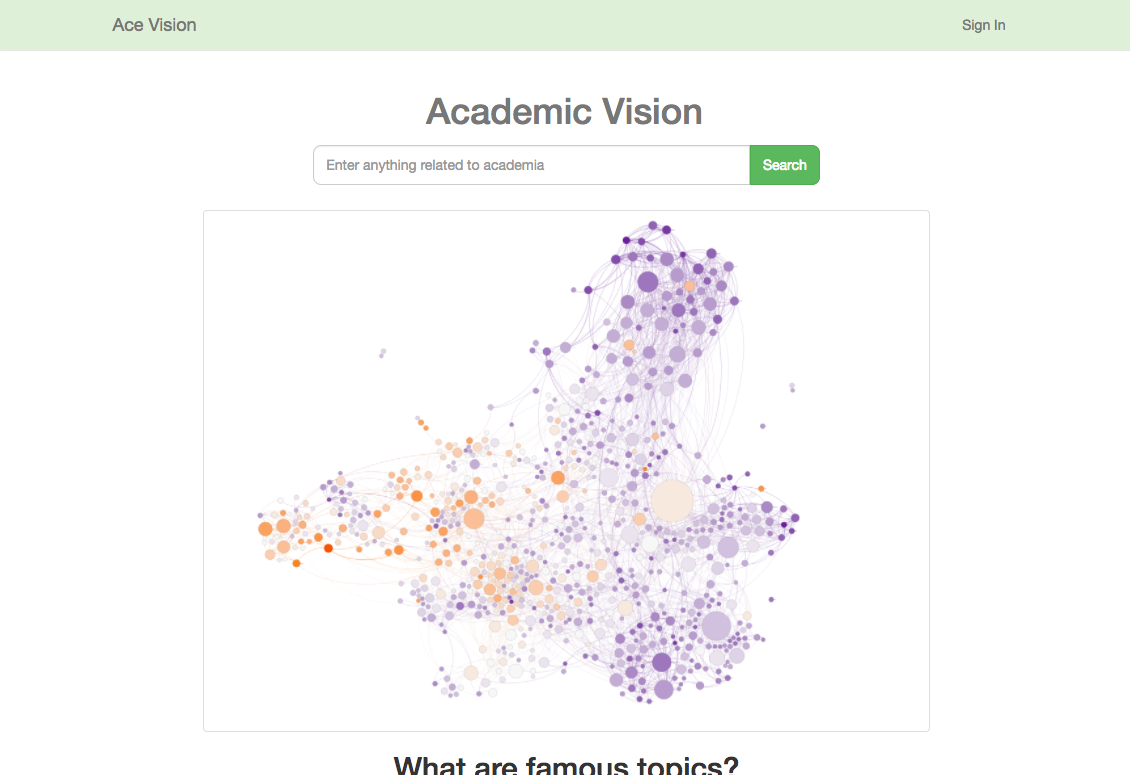 Ace Vision
Sign In
Academic Vision
Enter anything related to academia
Search
What are famous topics?